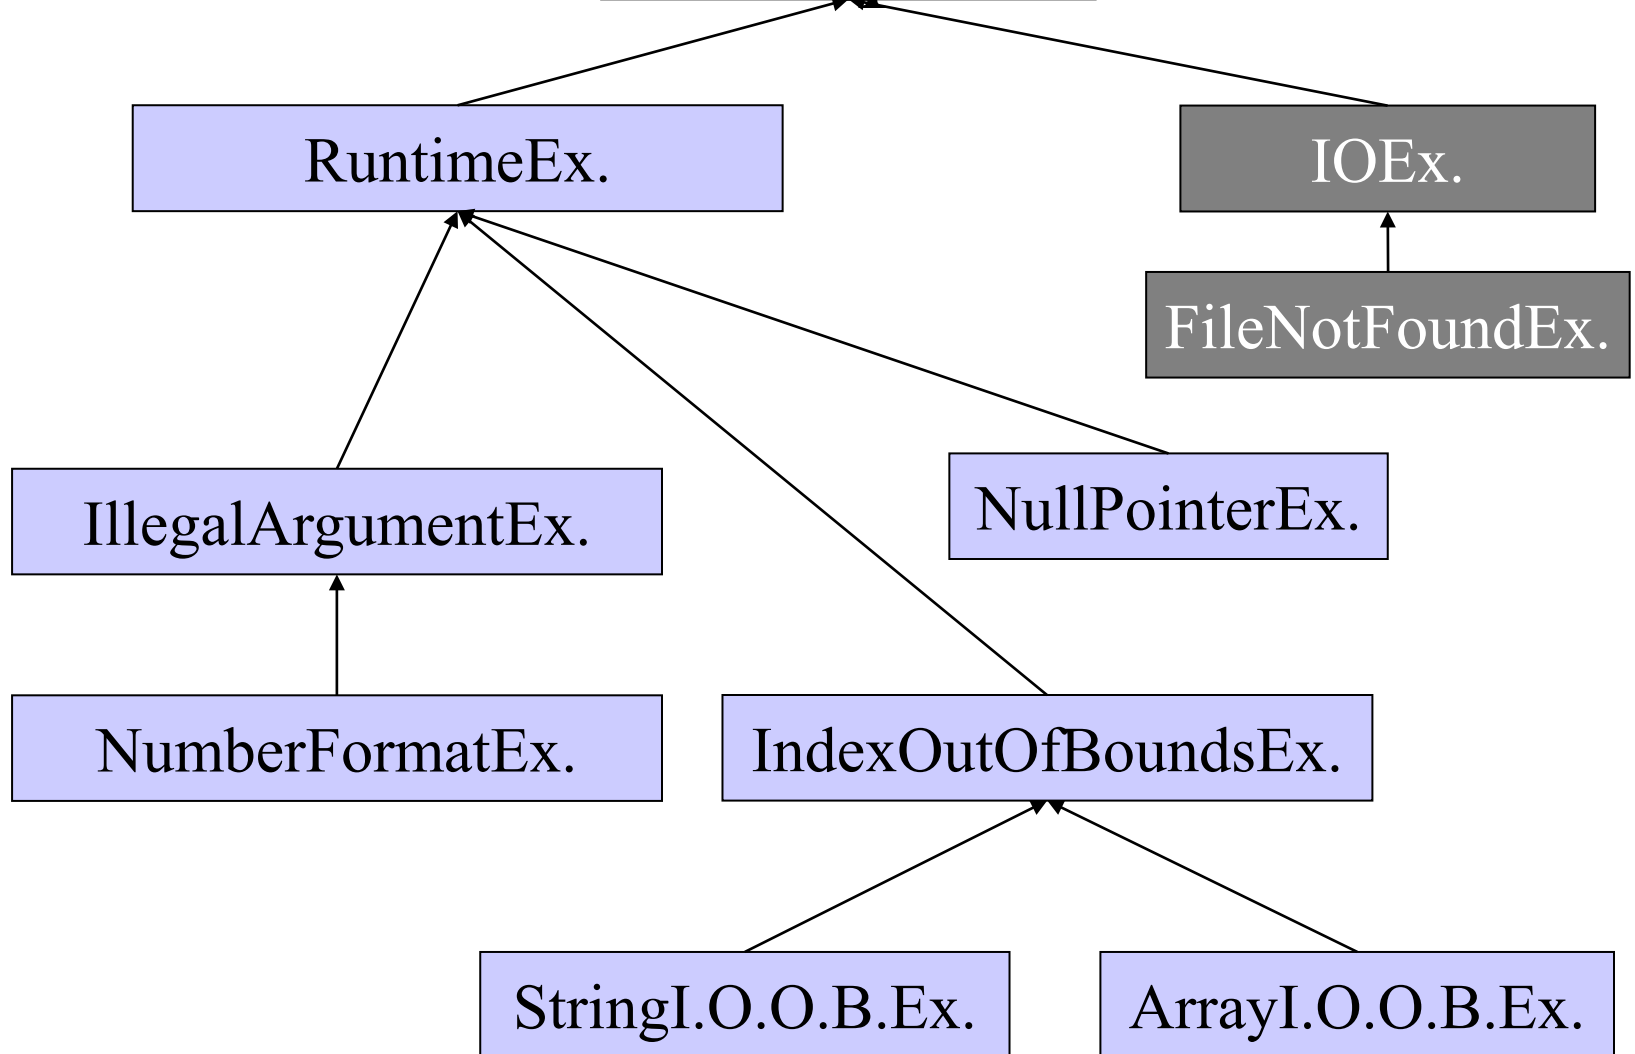 RuntimeEx.
IOEx.
FileNotFoundEx.
IllegalArgumentEx.
NullPointerEx.
NumberFormatEx.
IndexOutOfBoundsEx.
StringI.O.O.B.Ex.
ArrayI.O.O.B.Ex.